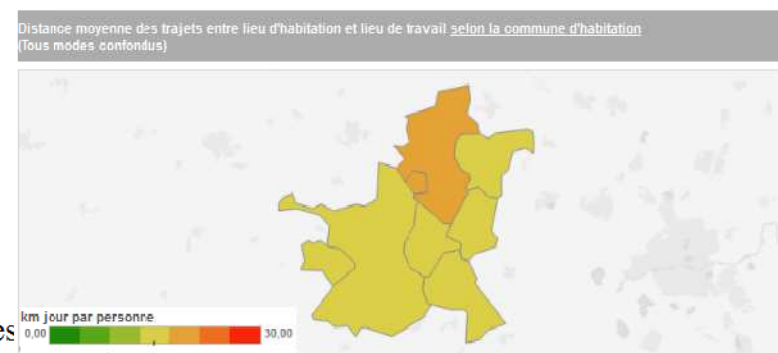 Distance moyenne des trajets entre lieu d'habitation et lieu de travail selon la commune d'habitation
(Tous modes confondus)
km jour par personne
es 0,00 30,00